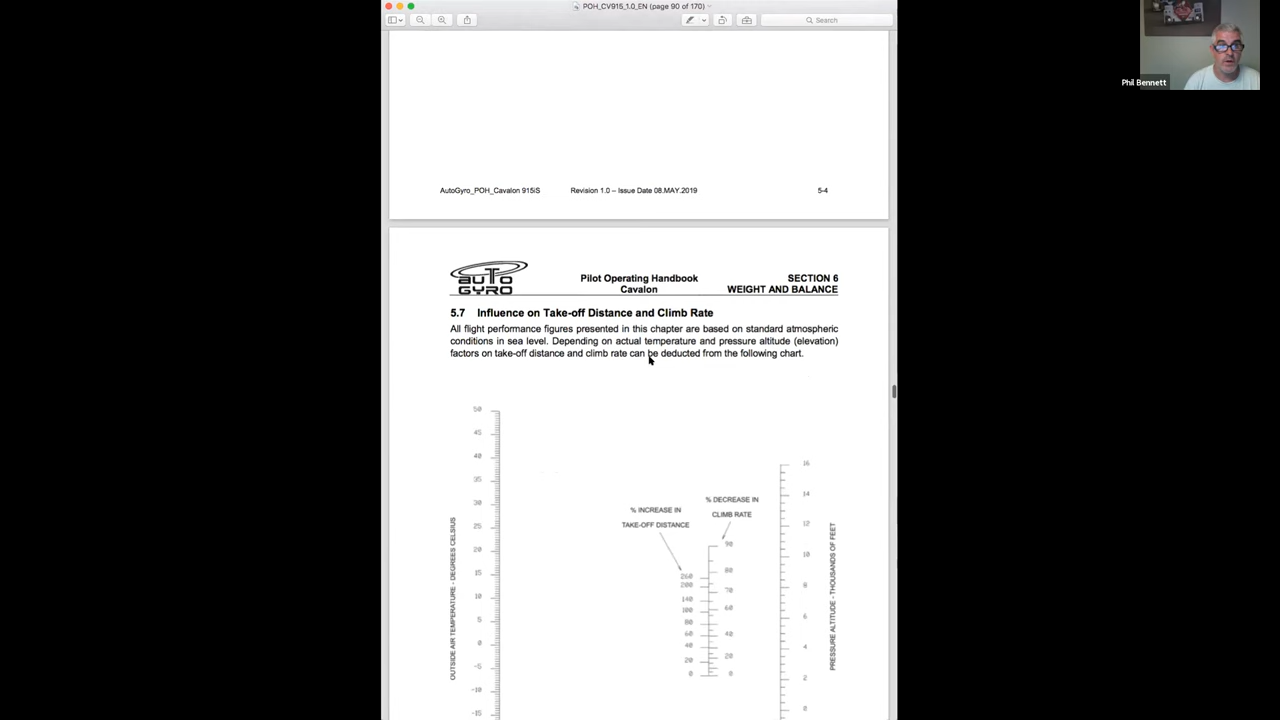 POH_CV915_1.0_EN (page 90 of 170)
Search
Phil Bennett
AutoGyro_POH_Cavalon 915iS Revision 1.0 – Issue Date 08.MAY.2019 5-4
AUTO GYRO
Pilot Operating Handbook
Cavalon
SECTION 6
WEIGHT AND BALANCE
5.7 Influence on Take-off Distance and Climb Rate
All flight performance figures presented in this chapter are based on standard atmospheric
conditions in sea level. Depending on actual temperature and pressure altitude (elevation)
factors on take-off distance and climb rate can be deducted from the following chart.
OUTSIDE AIR TEMPERATURE - DEGREES CELSIUS
50
45
40
35
30
25
20
15
10
5
0
-5
-10
-15
% INCREASE IN
TAKE-OFF DISTANCE
260
200
140
100
80
60
40
20
0
% DECREASE IN
CLIMB RATE
90
80
70
60
40
20
0
16
14
12
10
8
6
4
2
0
PRESSURE ALTITUDE - THOUSANDS OF FEET